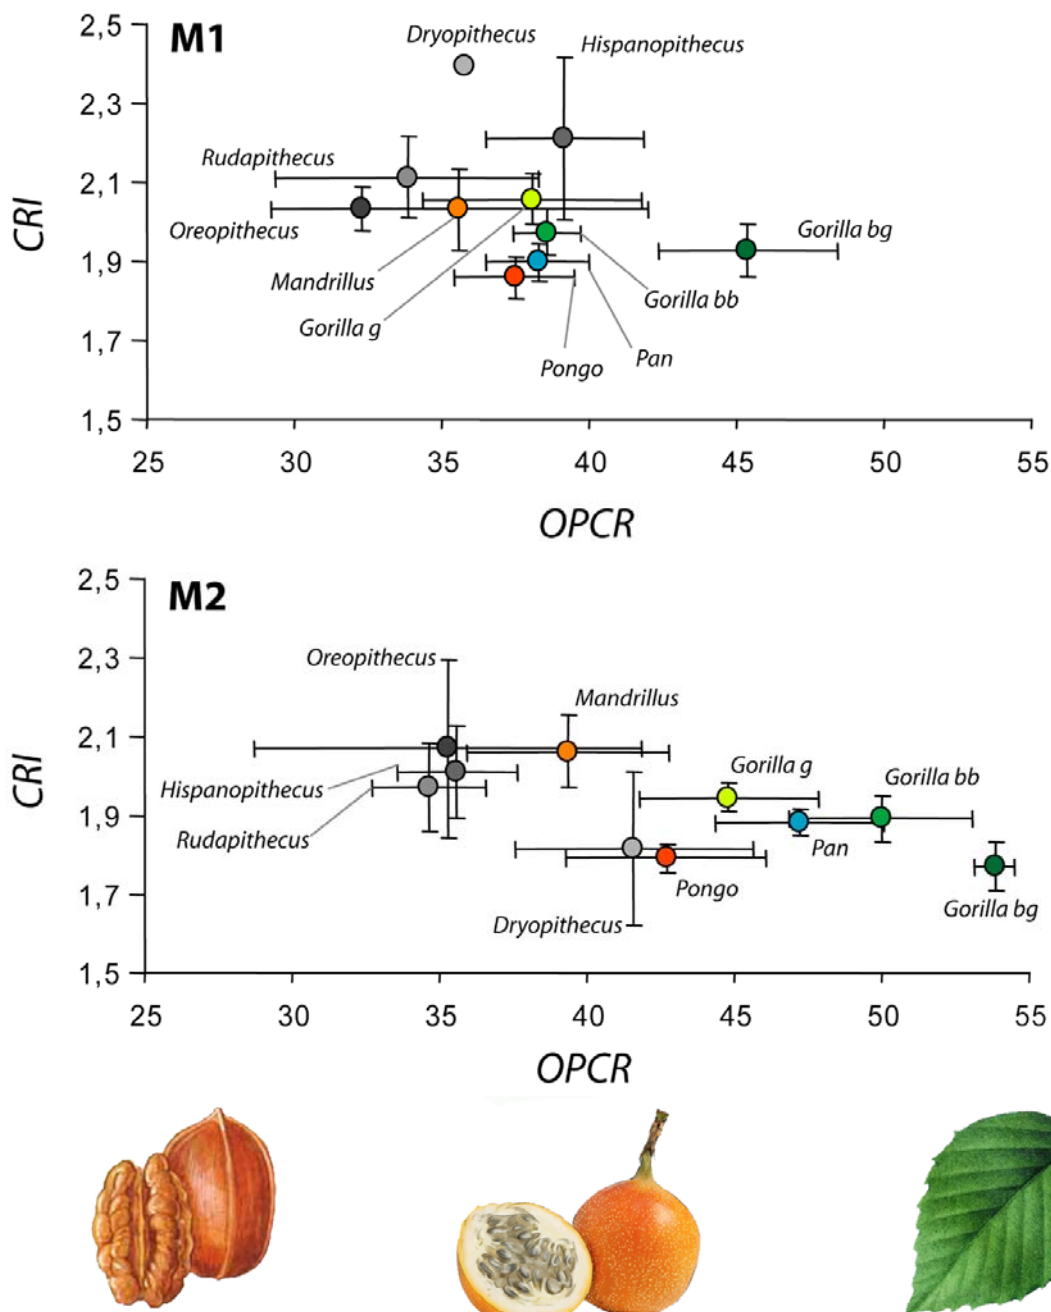 2,5
M1
Dryopithecus
Hispanopithecus
2,3
Rudapithecus
2,1
CRI
Oreopithecus
Gorilla bg
1,9
Mandrillus
Gorilla bb
Gorilla g
1,7
Pan
Pongo
1,5
25 30 35 40 45 50 55
OPCR
2,5
M2
2,3
Oreopithecus
Mandrillus
2,1
CRI
Gorilla g
Gorilla bb
Hispanopithecus
1,9
Rudapithecus
Pan
Pongo
1,7
Gorilla bg
Dryopithecus
1,5
25 30 35 40 45 50 55
OPCR